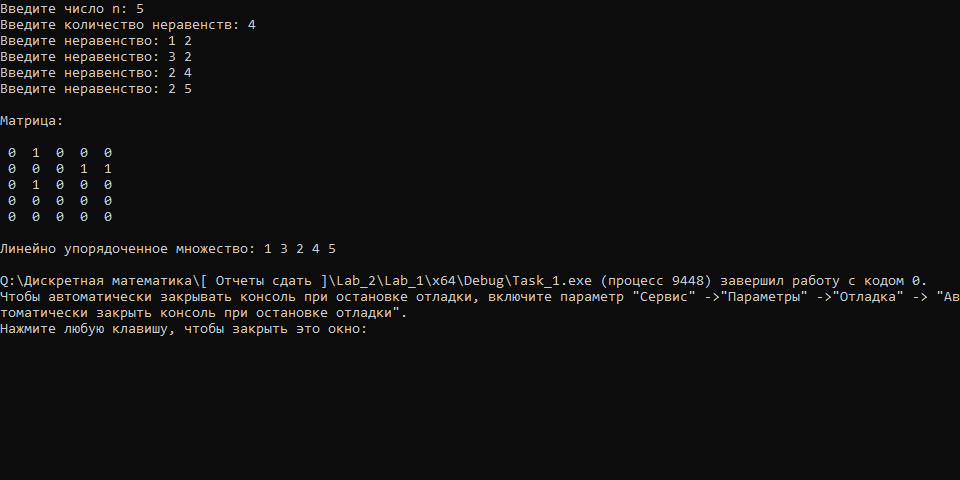 Введите число n: 5
Введите количество неравенств: 4
Введите неравенство: 1 2
Введите неравенство: 3 2
Введите неравенство: 2 4
Введите неравенство: 2 5
Матрица:
0 1 0 0 0
0 0 0 1 1
0 1 0 0 0
0 0 0 0 0
0 0 0 0 0
Линейно упорядоченное множество: 1 3 2 4 5
Q:\Дискретная математика\[ Отчеты сдать ]\Lab_2\Lab_1\x64\Debug\Task_1.exe (процесс 9448) завершил работу с кодом 0.
Чтобы автоматически закрывать консоль при остановке отладки, включите параметр "Сервис" ->"Параметры" ->"Отладка" -> "Ав
томатически закрыть консоль при остановке отладки".
Нажмите любую клавишу, чтобы закрыть это окно: